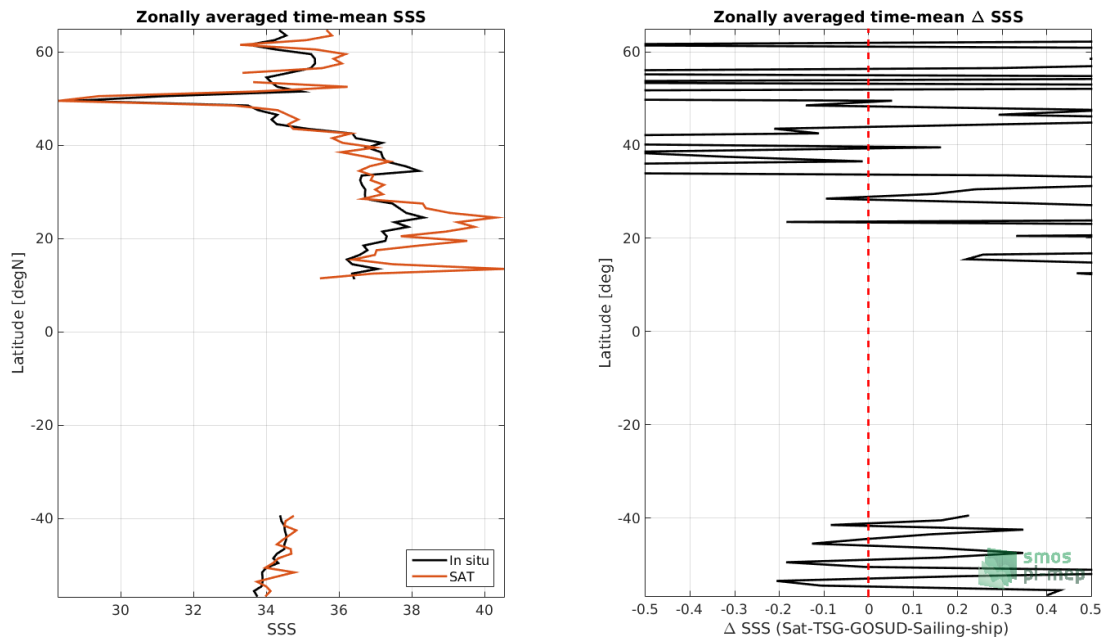 Zonally averaged time-mean SSS
60
40
20
0
-20
-40
Latitude [degN]
30
32
34
36
38
40
SSS
In situ
SAT
Zonally averaged time-mean Δ SSS
60
40
20
0
-20
-40
Latitude [deg]
-0.5
-0.4
-0.3
-0.2
-0.1
0
0.1
0.2
0.3
0.4
0.5
Δ SSS (Sat-TSG-GOSUD-Sailing-ship)
smos
pi-mep